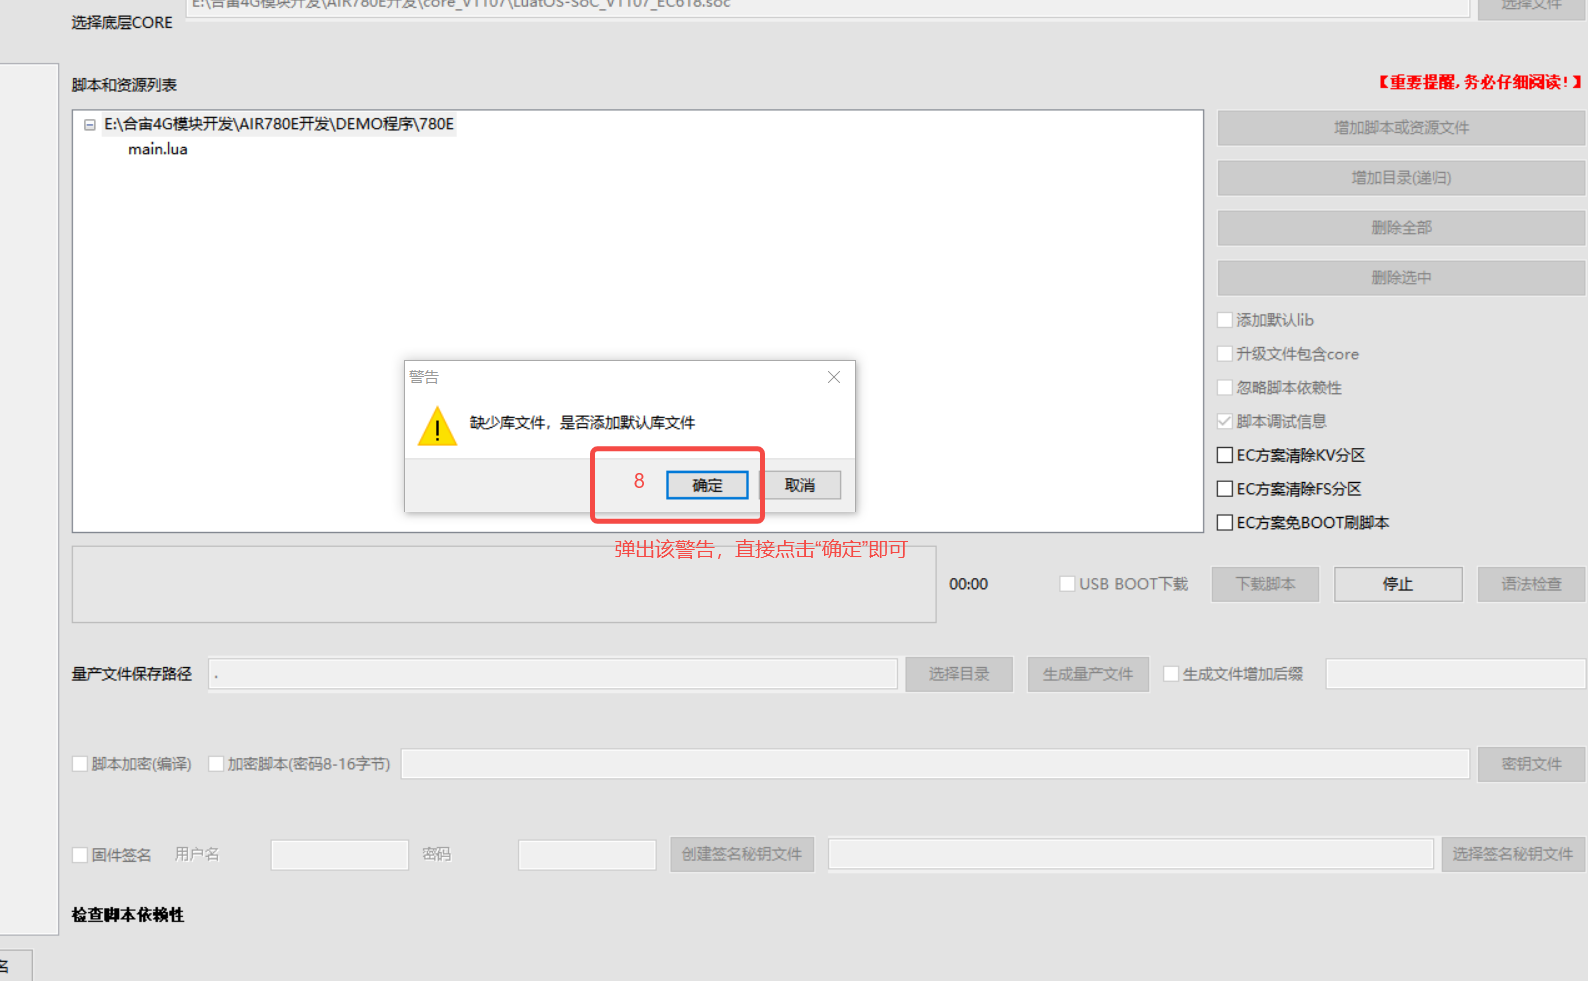 选择底层CORE
E:\合宙4G模块开发\AIR780E开发\core_V1107\LuatOS-SoC_V1107_EC618.soc
选择文件
脚本和资源列表
【重要提醒,务必仔细阅读!】
E:\合宙4G模块开发\AIR780E开发\DEMO程序\780E
main.lua
增加脚本或资源文件
增加目录(递归)
删除全部
删除选中
添加默认lib
升级文件包含core
忽略脚本依赖性
脚本调试信息
EC方案清除KV分区
EC方案清除FS分区
EC方案免BOOT刷脚本
警告
缺少库文件，是否添加默认库文件
8
确定
取消
弹出该警告，直接点击“确定”即可
00:00
USB BOOT下载
下载脚本
停止
语法检查
量产文件保存路径
.
选择目录
生成量产文件
生成文件增加后缀
脚本加密(编译)
加密脚本(密码8-16字节)
密钥文件
固件签名
用户名
密码
创建签名秘钥文件
选择签名秘钥文件
检查脚本依赖性
名